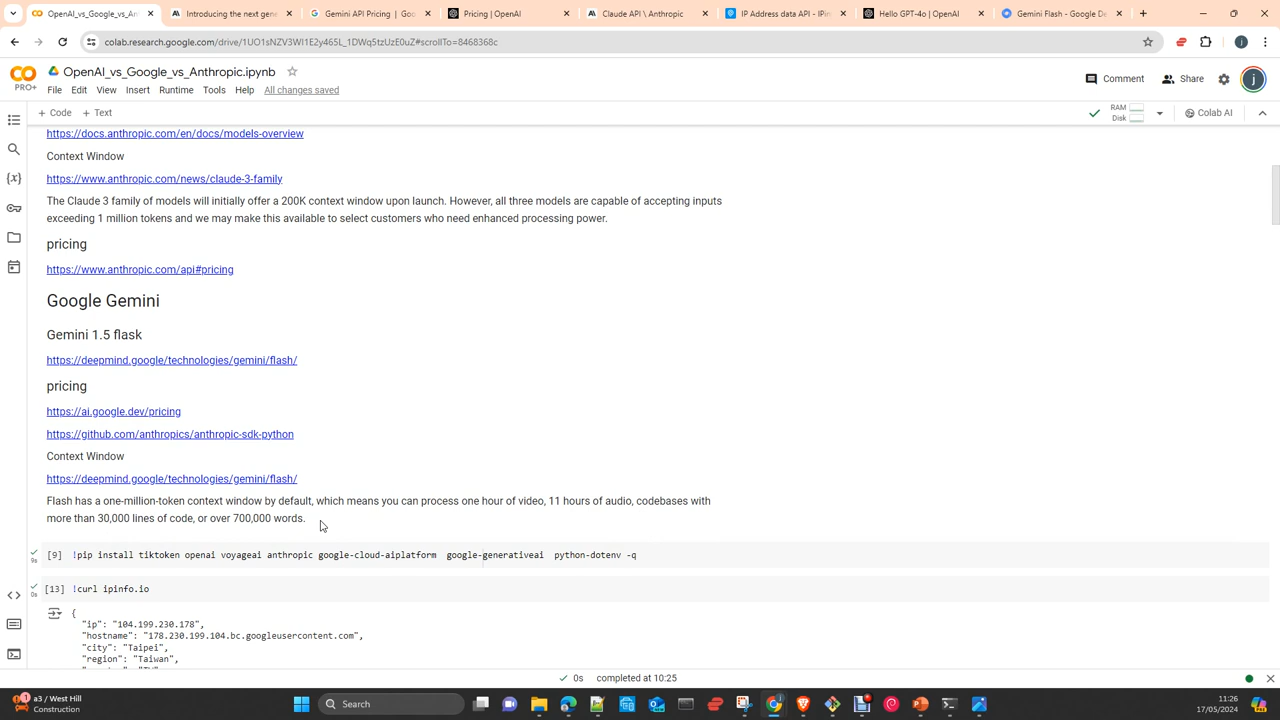 OpenAI_vs_Google_vs_An
Introducing the next gene
Gemini API Pricing | Goo
Pricing | OpenAI
Claude API \ Anthropic
IP Address data API - IPin
Hello GPT-4o | OpenAI
Gemini Flash - Google De
colab.research.google.com/drive/1UO1sNZV3WI1E2y465L_1DWq5tzUzE0uZ#scrollTo=8468368c
PRO+
OpenAI_vs_Google_vs_Anthropic.ipynb
Comment
Share
File Edit View Insert Runtime Tools Help All changes saved
+ Code + Text
RAM
Disk
Colab AI
https://docs.anthropic.com/en/docs/models-overview
Context Window
https://www.anthropic.com/news/claude-3-family
The Claude 3 family of models will initially offer a 200K context window upon launch. However, all three models are capable of accepting inputs
exceeding 1 million tokens and we may make this available to select customers who need enhanced processing power.
pricing
https://www.anthropic.com/api#pricing
Google Gemini
Gemini 1.5 flask
https://deepmind.google/technologies/gemini/flash/
pricing
https://ai.google.dev/pricing
https://github.com/anthropics/anthropic-sdk-python
Context Window
https://deepmind.google/technologies/gemini/flash/
Flash has a one-million-token context window by default, which means you can process one hour of video, 11 hours of audio, codebases with
more than 30,000 lines of code, or over 700,000 words.
9s
[9] !pip install tiktoken openai voyageai anthropic google-cloud-aiplatform google-generativeai python-dotenv -q
0s
[13] !curl ipinfo.io
{
"ip": "104.199.230.178",
"hostname": "178.230.199.104.bc.googleusercontent.com",
"city": "Taipei",
"region": "Taiwan",
0s completed at 10:25
a3 / West Hill
Construction
Search
11:26
17/05/2024